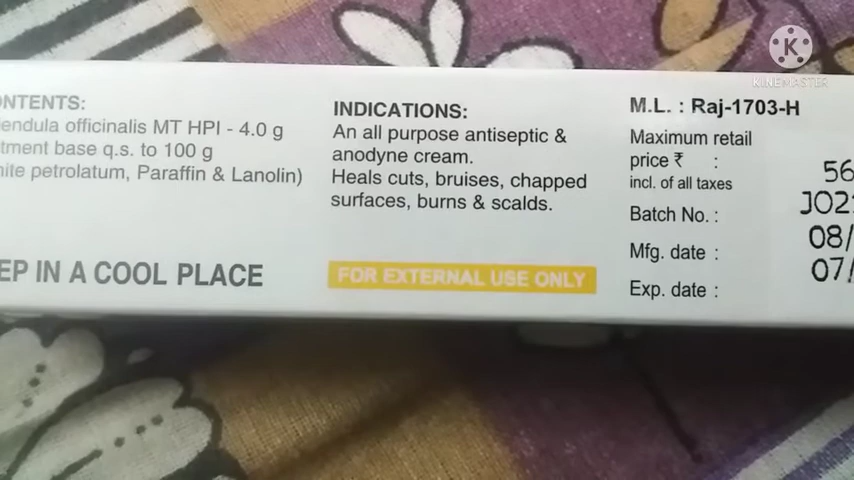 ONTENTS:
endula officinalis MT HPI - 4.0 g
tment base q.s. to 100 g
ite petrolatum, Paraffin & Lanolin)
EP IN A COOL PLACE
INDICATIONS:
An all purpose antiseptic &
anodyne cream.
Heals cuts, bruises, chapped
surfaces, burns & scalds.
FOR EXTERNAL USE ONLY
M.L. : Raj-1703-H
Maximum retail
price ₹ : 56
incl. of all taxes
Batch No. : JO2
Mfg. date : 08/
Exp. date : 07/
K
KINEMASTER